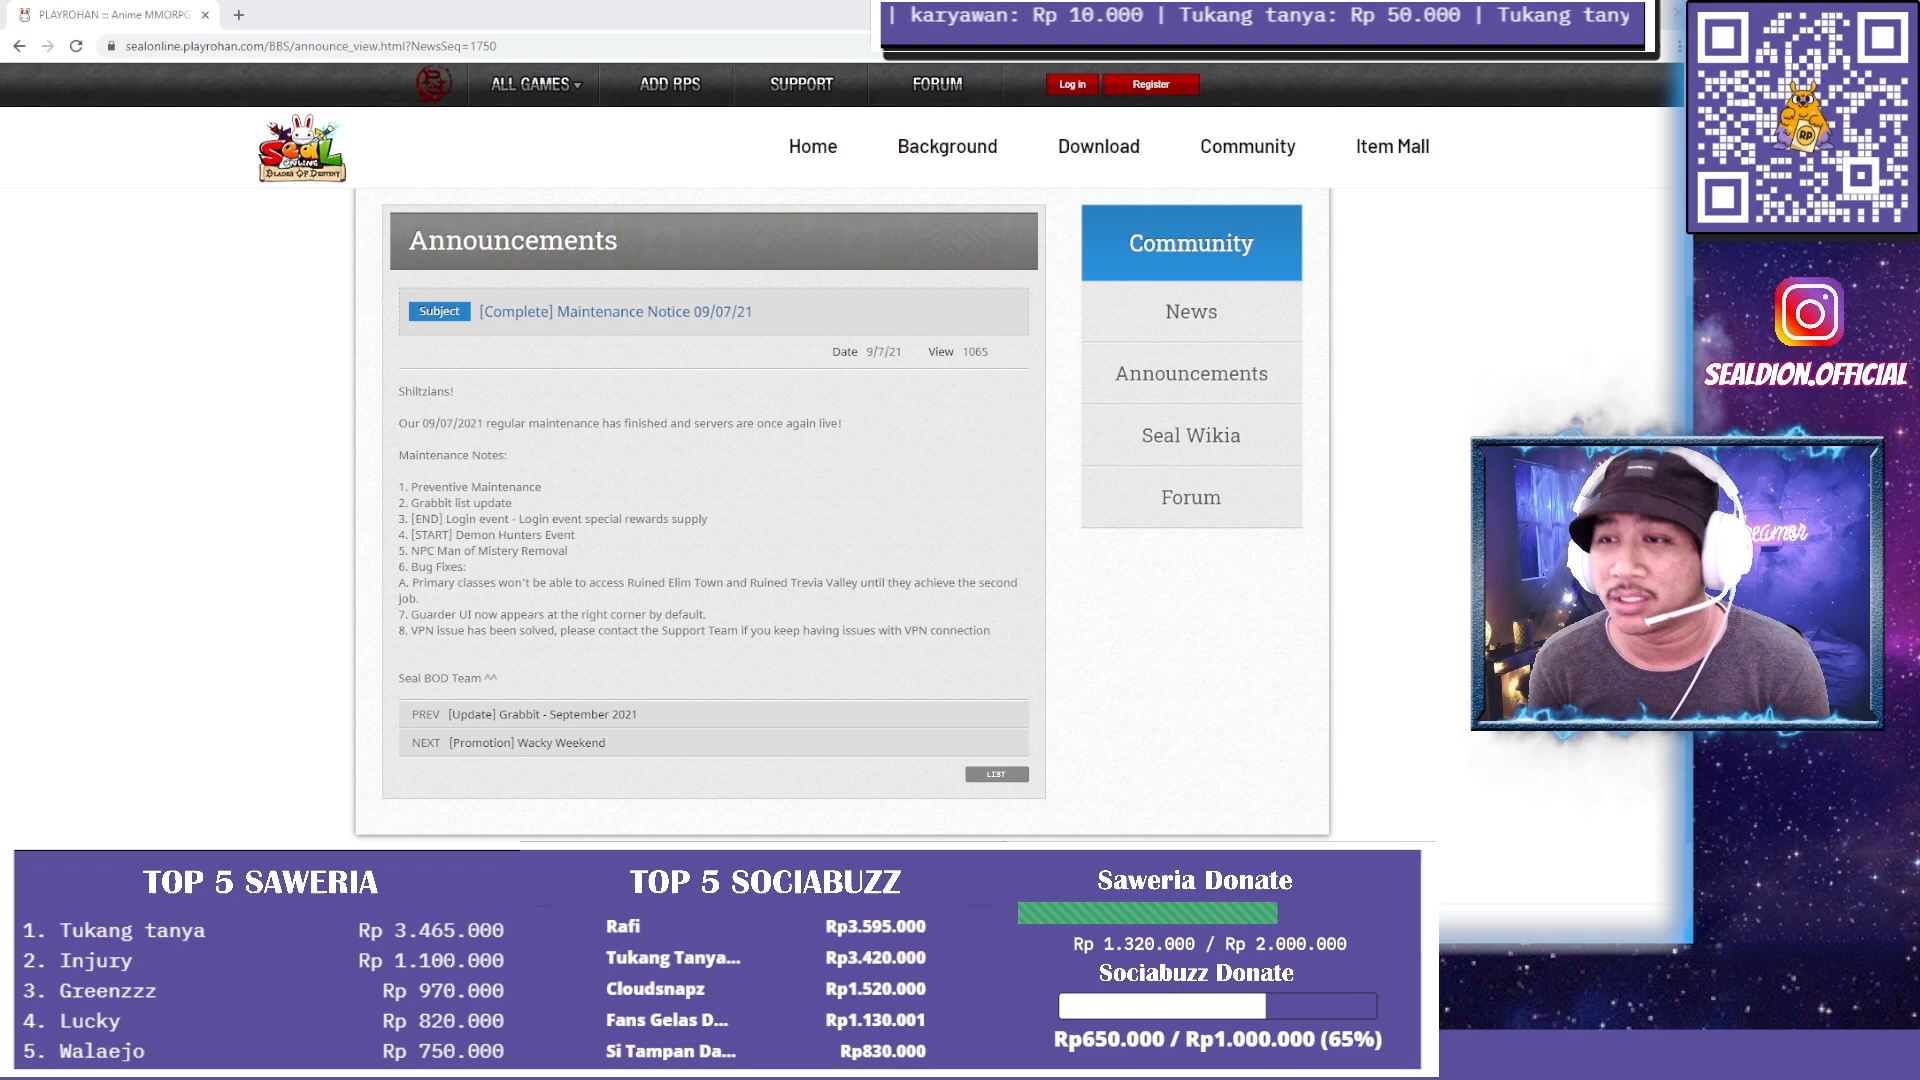 PLAYROHAN ::: Anime MMORPG
| karyawan: Rp 10.000 | Tukang tanya: Rp 50.000 | Tukang tany
sealonline.playrohan.com/BBS/announce_view.html?NewsSeq=1750
ALL GAMES
ADD RPS
SUPPORT
FORUM
Log in
Register
SeaL
ONLINE
BLADES OF DESTINY
Home
Background
Download
Community
Item Mall
RP
Announcements
Subject
[Complete] Maintenance Notice 09/07/21
Date 9/7/21 View 1065
Shiltzians!
Our 09/07/2021 regular maintenance has finished and servers are once again live!
Maintenance Notes:
1. Preventive Maintenance
2. Grabbit list update
3. [END] Login event - Login event special rewards supply
4. [START] Demon Hunters Event
5. NPC Man of Mistery Removal
6. Bug Fixes:
A. Primary classes won't be able to access Ruined Elim Town and Ruined Trevia Valley until they achieve the second
job.
7. Guarder UI now appears at the right corner by default.
8. VPN issue has been solved, please contact the Support Team if you keep having issues with VPN connection
Seal BOD Team ^^
PREV [Update] Grabbit - September 2021
NEXT [Promotion] Wacky Weekend
LIST
Community
News
Announcements
Seal Wikia
Forum
SEALDION.OFFICIAL
TOP 5 SAWERIA
1. Tukang tanya Rp 3.465.000
2. Injury Rp 1.100.000
3. Greenzzz Rp 970.000
4. Lucky Rp 820.000
5. Walaejo Rp 750.000
TOP 5 SOCIABUZZ
Rafi Rp3.595.000
Tukang Tanya... Rp3.420.000
Cloudsnapz Rp1.520.000
Fans Gelas D... Rp1.130.001
Si Tampan Da... Rp830.000
Saweria Donate
Rp 1.320.000 / Rp 2.000.000
Sociabuzz Donate
Rp650.000 / Rp1.000.000 (65%)